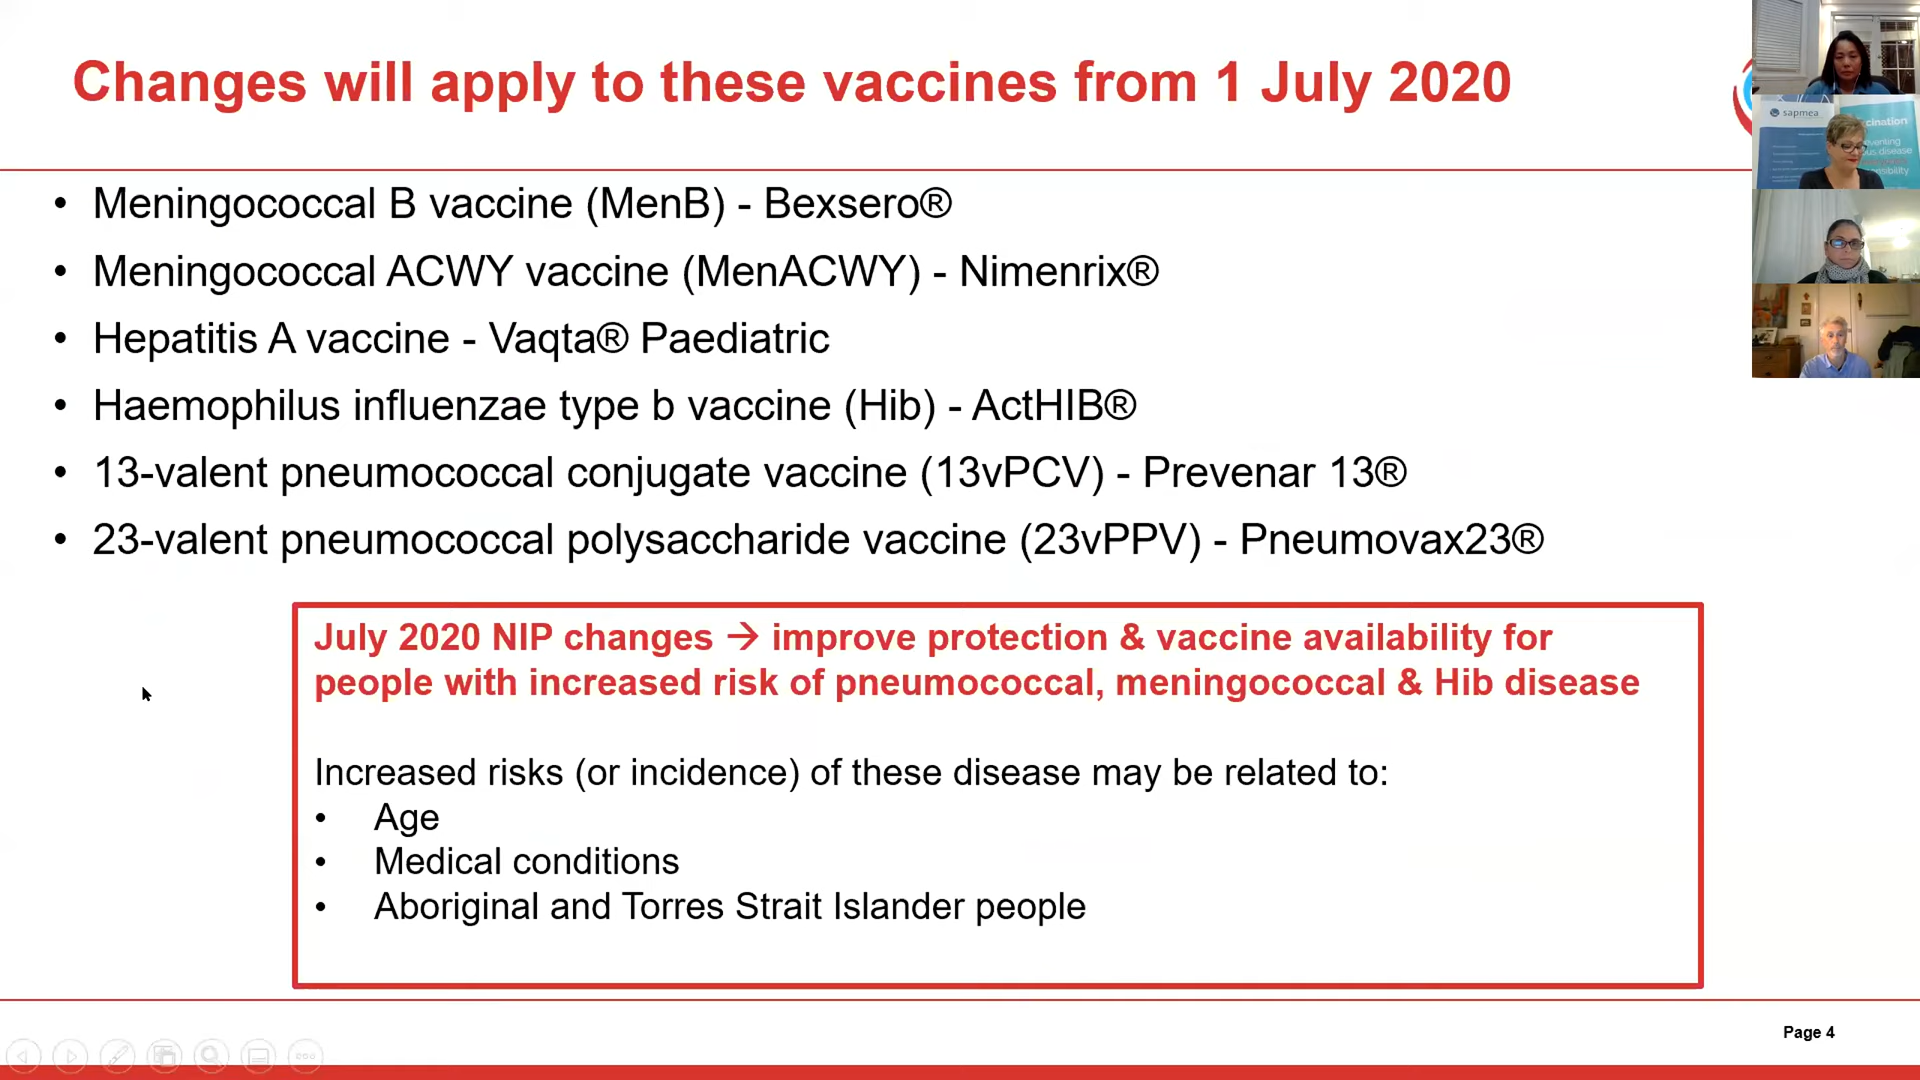 Changes will apply to these vaccines from 1 July 2020
• Meningococcal B vaccine (MenB) - Bexsero®
• Meningococcal ACWY vaccine (MenACWY) - Nimenrix®
• Hepatitis A vaccine - Vaqta® Paediatric
• Haemophilus influenzae type b vaccine (Hib) - ActHIB®
• 13-valent pneumococcal conjugate vaccine (13vPCV) - Prevenar 13®
• 23-valent pneumococcal polysaccharide vaccine (23vPPV) - Pneumovax23®
July 2020 NIP changes → improve protection & vaccine availability for
people with increased risk of pneumococcal, meningococcal & Hib disease
Increased risks (or incidence) of these disease may be related to:
• Age
• Medical conditions
• Aboriginal and Torres Strait Islander people
Page 4
sapmea